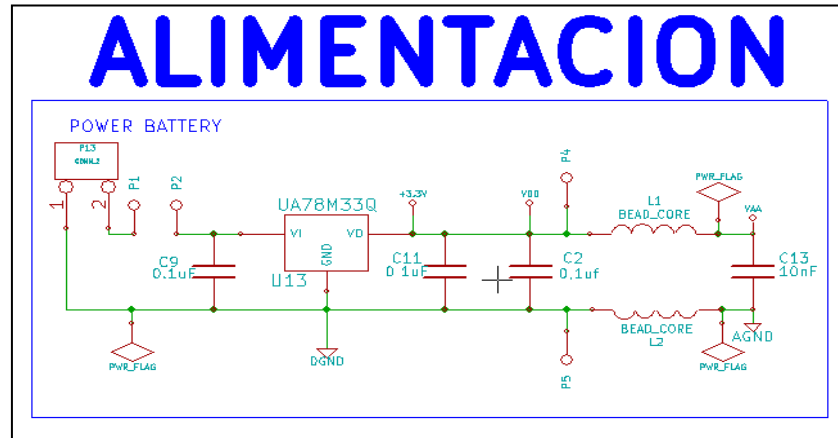 ALIMENTACION
POWER BATTERY
P13
CONN_2
1
2
P1
P2
P4
UA78M33Q
VI
VO
GND
U13
C9
0.1uF
+3.3V
VDD
C11
0.1uF
C2
0,1uf
L1
BEAD_CORE
PWR_FLAG
VAA
C13
10nF
PWR_FLAG
DGND
P5
BEAD_CORE
L2
PWR_FLAG
AGND